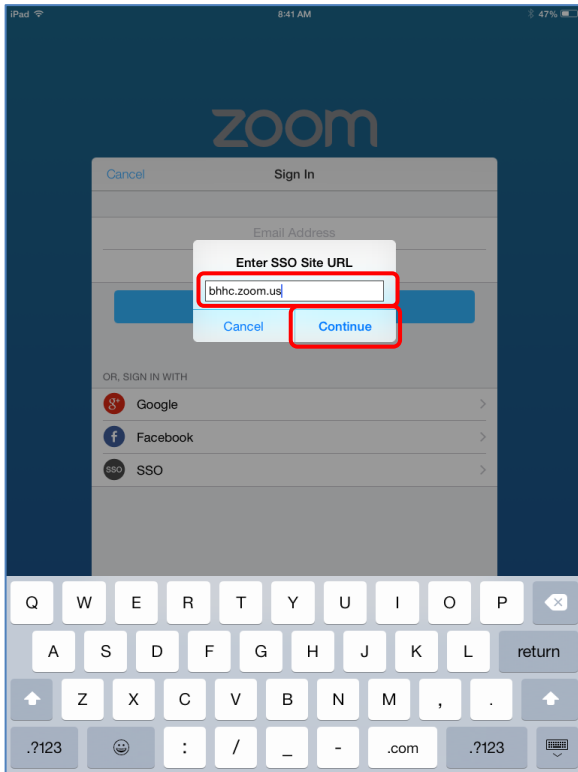 iPad 8:41 AM 47%
zoom
Cancel Sign In
Email Address
Enter SSO Site URL
bhhc.zoom.us
Cancel Continue
OR, SIGN IN WITH
8+ Google
f Facebook
SSO SSO
Q W E R T Y U I O P
A S D F G H J K L return
Z X C V B N M , .
.?123 : / _ - .com .?123